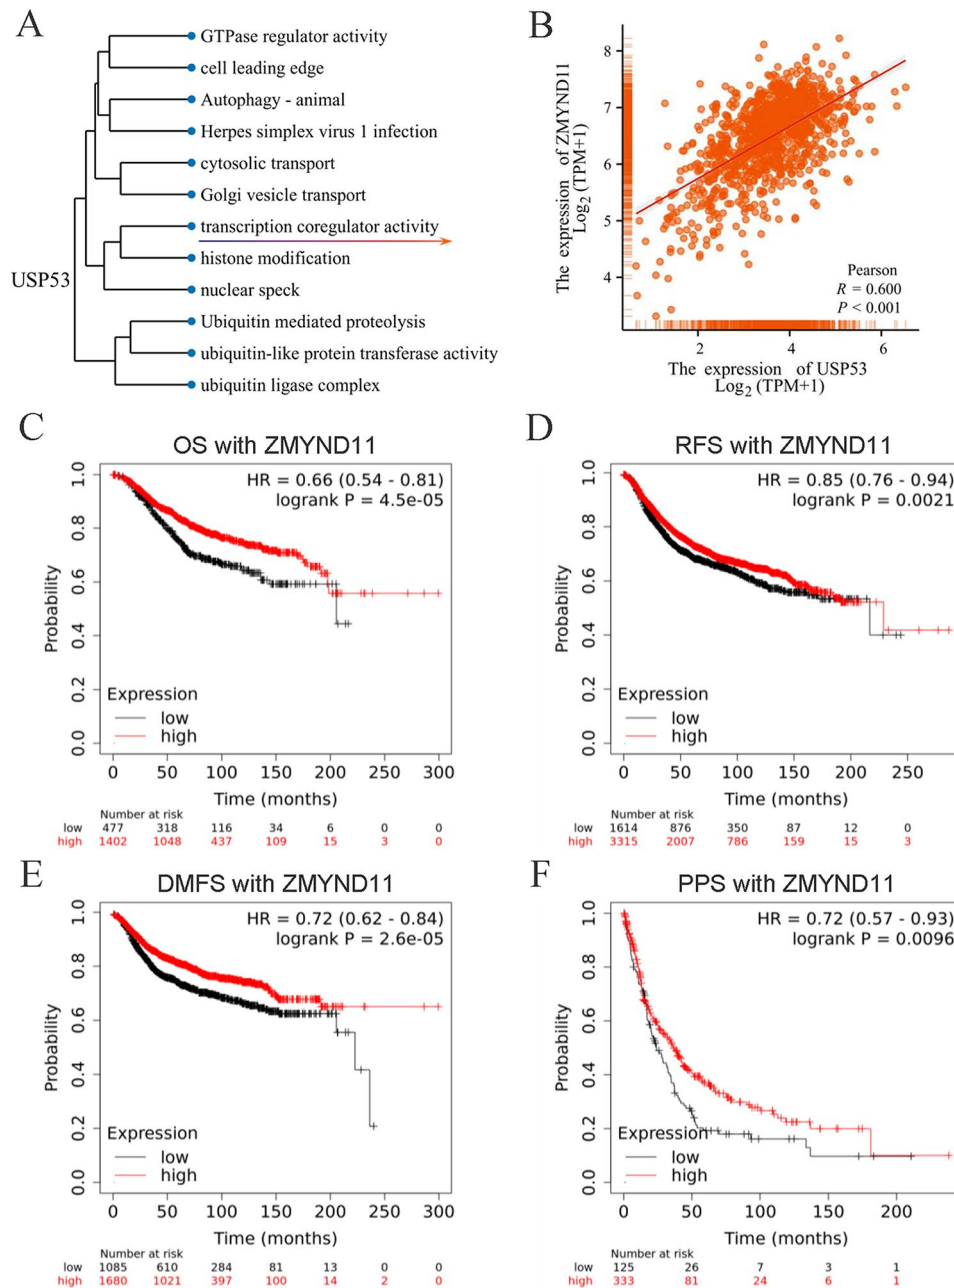 A
GTPase regulator activity
cell leading edge
Autophagy - animal
Herpes simplex virus 1 infection
cytosolic transport
Golgi vesicle transport
transcription coregulator activity
histone modification
USP53
nuclear speck
Ubiquitin mediated proteolysis
ubiquitin-like protein transferase activity
ubiquitin ligase complex
B
The expression of ZMYND11
Log2 (TPM+1)
8
7
6
5
4
Pearson
R = 0.600
P < 0.001
2 4 6
The expression of USP53
Log2 (TPM+1)
C
OS with ZMYND11
HR = 0.66 (0.54 - 0.81)
logrank P = 4.5e-05
Probability
1.0
0.8
0.6
0.4
0.2
0.0
Expression
low
high
0 50 100 150 200 250 300
Time (months)
Number at risk
low 477 318 116 34 6 0 0
high 1402 1048 437 109 15 3 0
D
RFS with ZMYND11
HR = 0.85 (0.76 - 0.94)
logrank P = 0.0021
Probability
1.0
0.8
0.6
0.4
0.2
0.0
Expression
low
high
0 50 100 150 200 250
Time (months)
Number at risk
low 1614 876 350 87 12 0
high 3315 2007 786 159 15 3
E
DMFS with ZMYND11
HR = 0.72 (0.62 - 0.84)
logrank P = 2.6e-05
Probability
1.0
0.8
0.6
0.4
0.2
0.0
Expression
low
high
0 50 100 150 200 250 300
Time (months)
Number at risk
low 1085 610 284 81 13 0 0
high 1680 1021 397 100 14 2 0
F
PPS with ZMYND11
HR = 0.72 (0.57 - 0.93)
logrank P = 0.0096
Probability
1.0
0.8
0.6
0.4
0.2
0.0
Expression
low
high
0 50 100 150 200
Time (months)
Number at risk
low 125 26 7 3 1
high 333 81 24 6 1